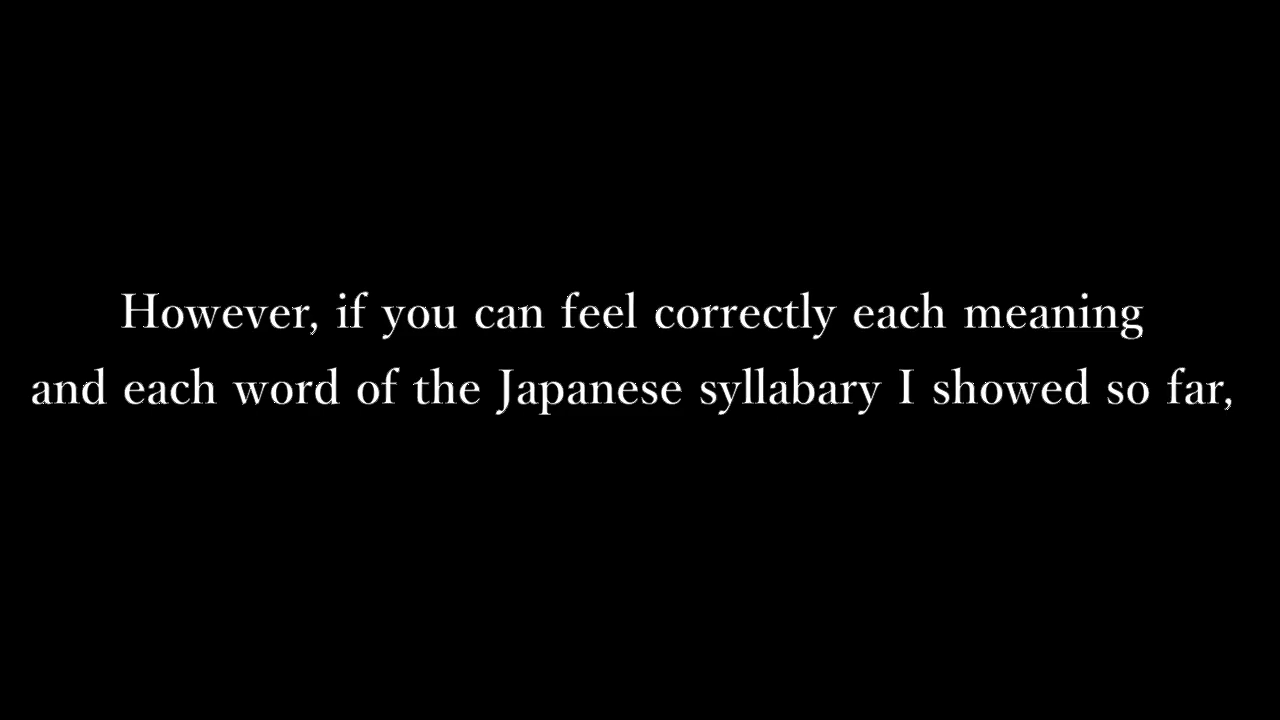 However, if you can feel correctly each meaning
and each word of the Japanese syllabary I showed so far,